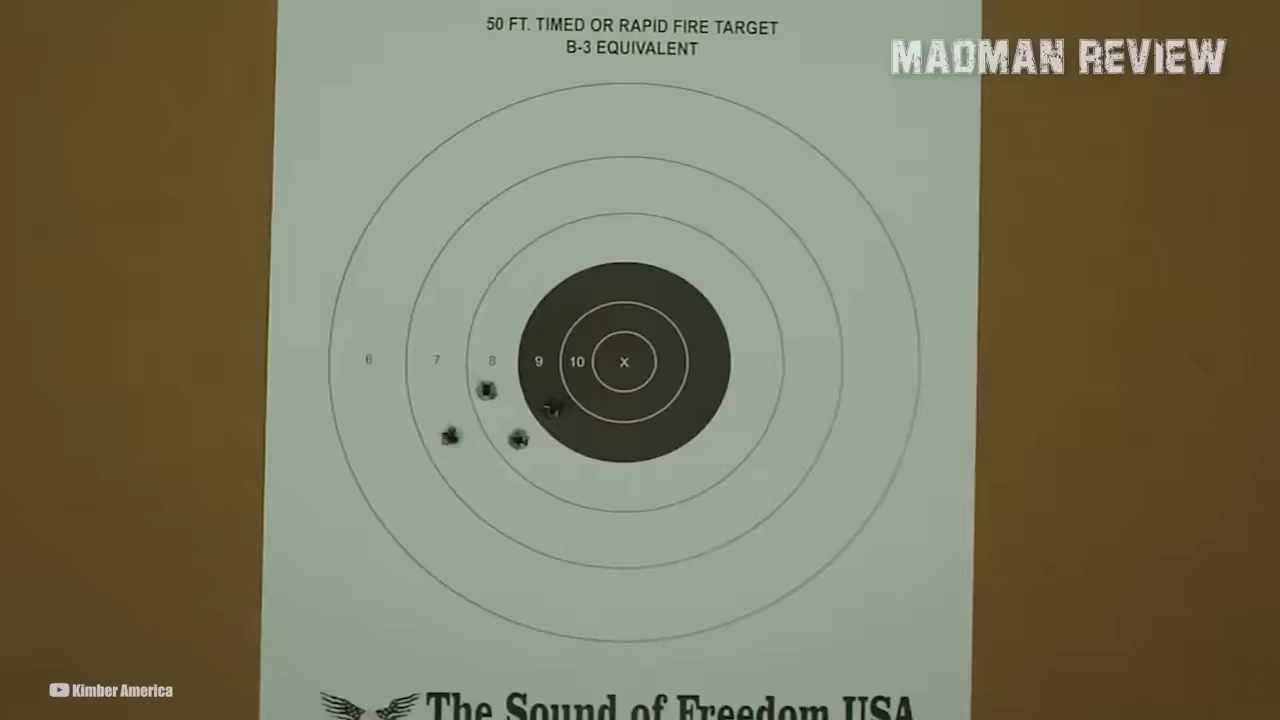 50 FT. TIMED OR RAPID FIRE TARGET
B-3 EQUIVALENT
MADMAN REVIEW
6 7 8 9 10 X
Kimber America
The Sound of Freedom USA